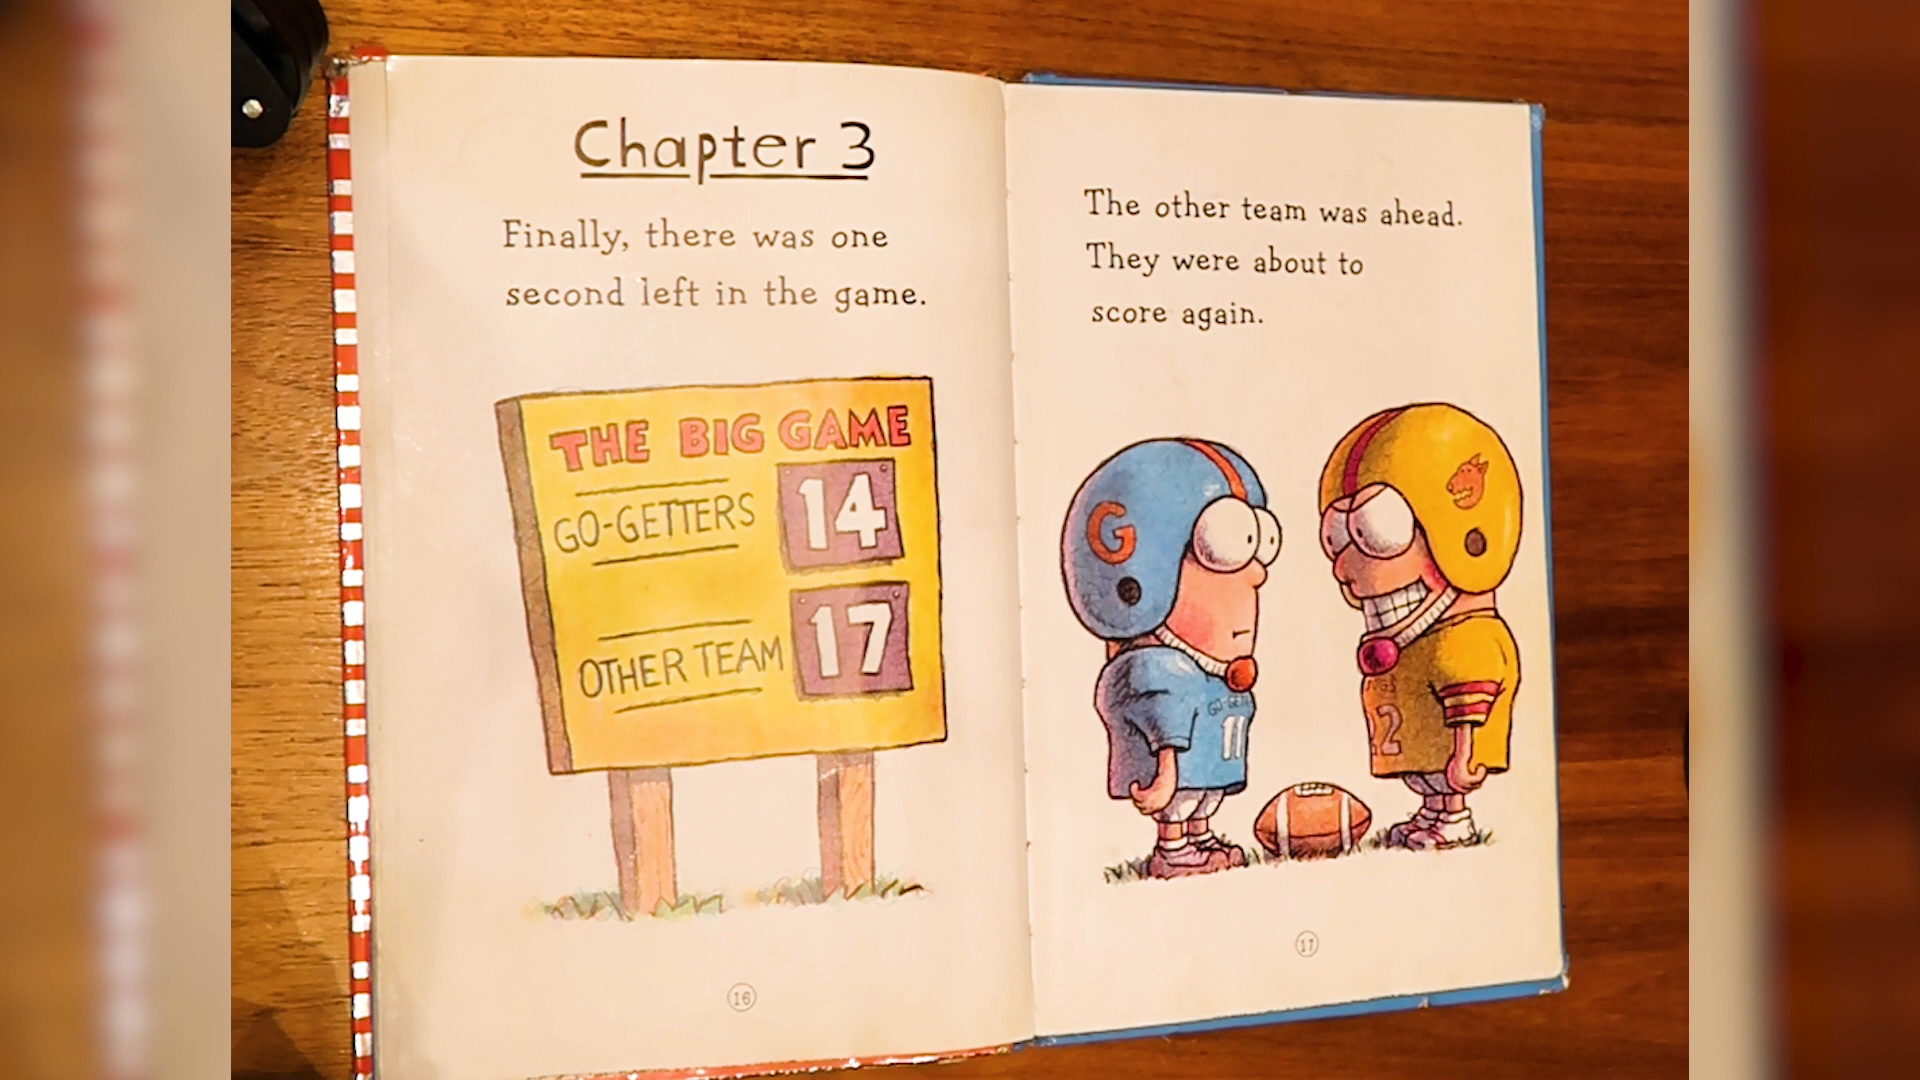 Chapter 3
Finally, there was one
second left in the game.
THE BIG GAME
GO-GETTERS 14
OTHER TEAM 17
16
The other team was ahead.
They were about to
score again.
G
11
17